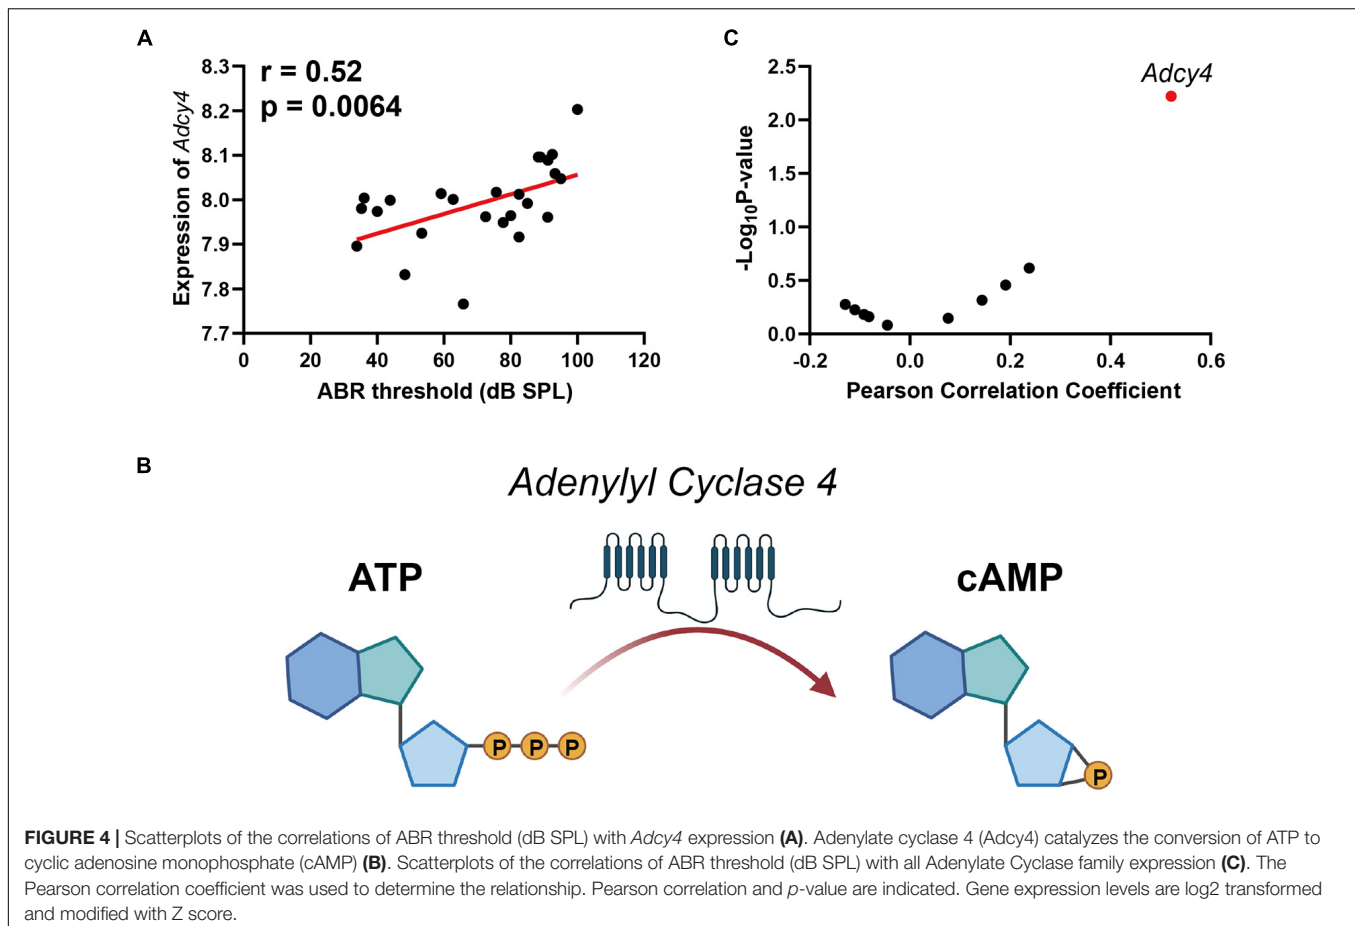 A
r = 0.52
p = 0.0064
Expression of Adcy4
8.3
8.2
8.1
8.0
7.9
7.8
7.7
0 20 40 60 80 100 120
ABR threshold (dB SPL)
C
Adcy4
-Log10P-value
2.5
2.0
1.5
1.0
0.5
0.0
-0.2 0.0 0.2 0.4 0.6
Pearson Correlation Coefficient
B
Adenylyl Cyclase 4
ATP
cAMP
P P P
P
FIGURE 4 | Scatterplots of the correlations of ABR threshold (dB SPL) with Adcy4 expression (A). Adenylate cyclase 4 (Adcy4) catalyzes the conversion of ATP to
cyclic adenosine monophosphate (cAMP) (B). Scatterplots of the correlations of ABR threshold (dB SPL) with all Adenylate Cyclase family expression (C). The
Pearson correlation coefficient was used to determine the relationship. Pearson correlation and p-value are indicated. Gene expression levels are log2 transformed
and modified with Z score.